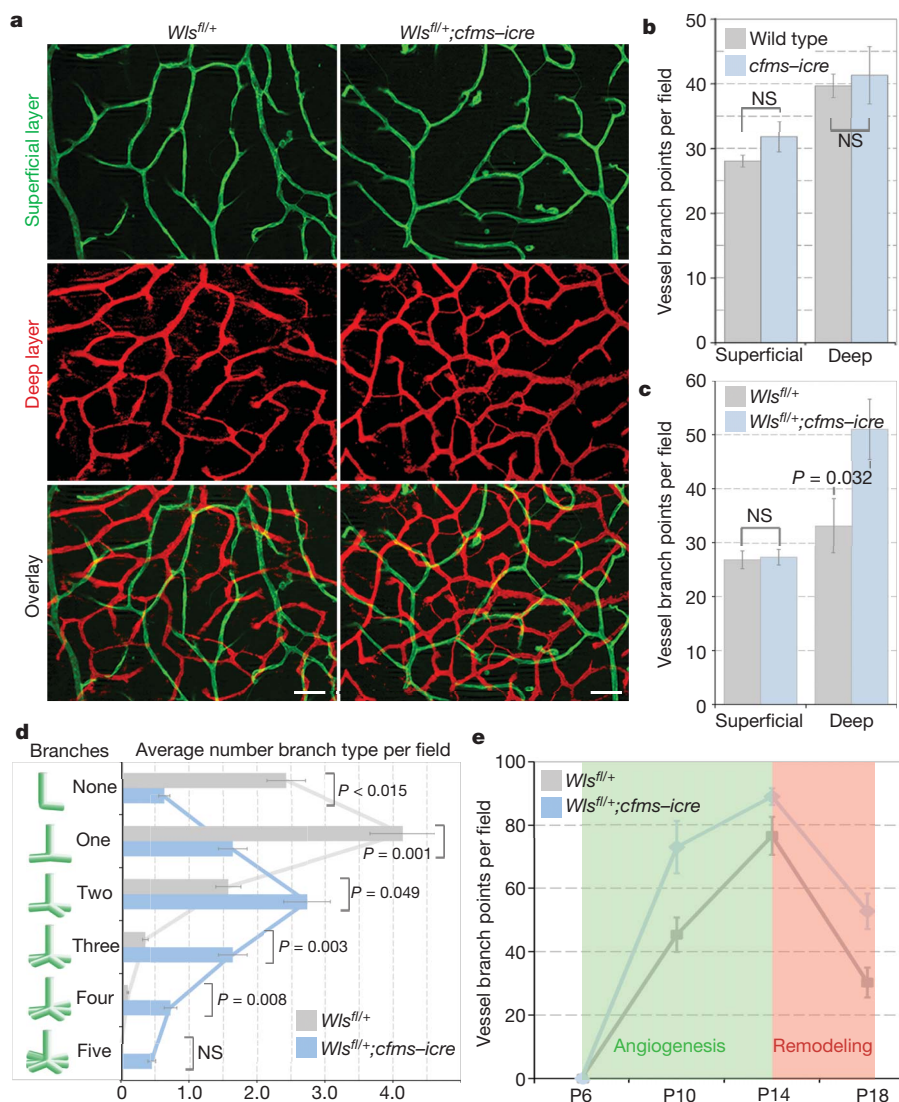 a
Wls^fl/+
Wls^fl/+;cfms–icre
Superficial layer
Deep layer
Overlay
b
Wild type
cfms–icre
Vessel branch points per field
50
40
30
20
10
0
NS
NS
Superficial
Deep
c
Wls^fl/+
Wls^fl/+;cfms–icre
Vessel branch points per field
60
50
40
30
20
10
0
NS
P = 0.032
Superficial
Deep
d
Branches
Average number branch type per field
None
One
Two
Three
Four
Five
P < 0.015
P = 0.001
P = 0.049
P = 0.003
P = 0.008
NS
Wls^fl/+
Wls^fl/+;cfms–icre
0
1.0
2.0
3.0
4.0
e
Wls^fl/+
Wls^fl/+;cfms–icre
Vessel branch points per field
100
80
60
40
20
0
Angiogenesis
Remodeling
P6
P10
P14
P18